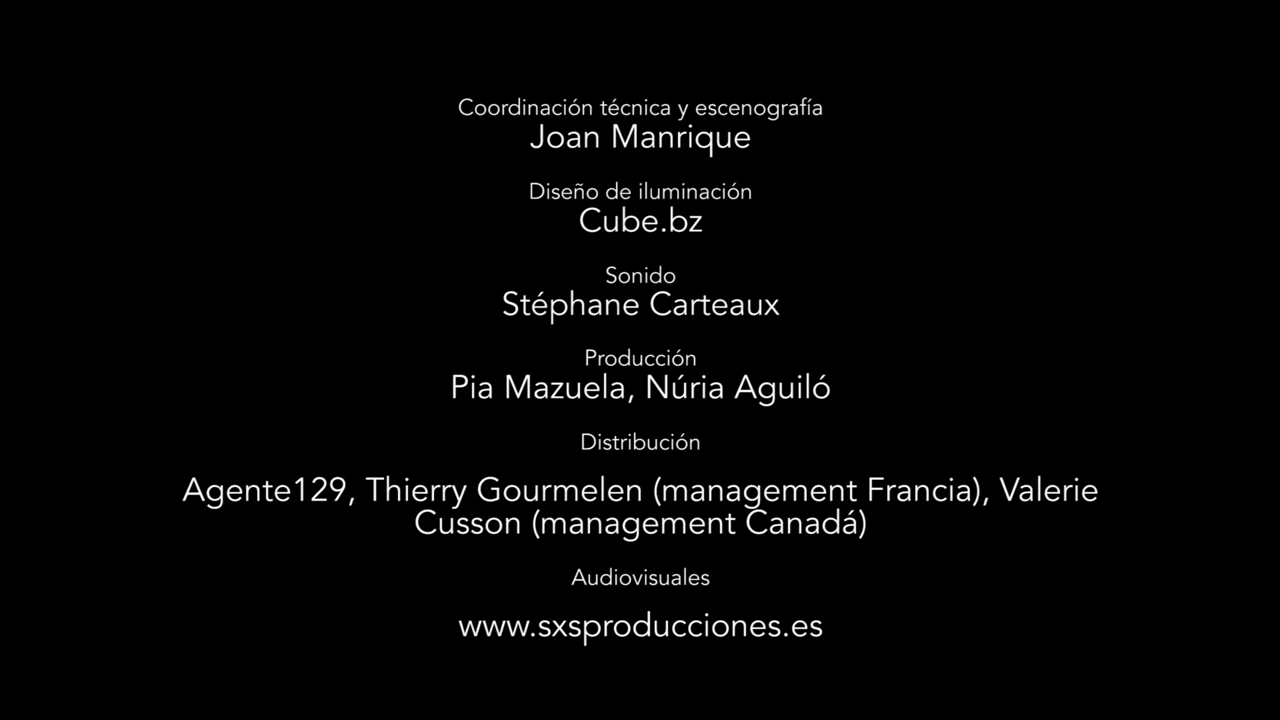 Coordinación técnica y escenografía
Joan Manrique
Diseño de iluminación
Cube.bz
Sonido
Stéphane Carteaux
Producción
Pia Mazuela, Núria Aguiló
Distribución
Agente129, Thierry Gourmelen (management Francia), Valerie
Cusson (management Canadá)
Audiovisuales
www.sxsproducciones.es